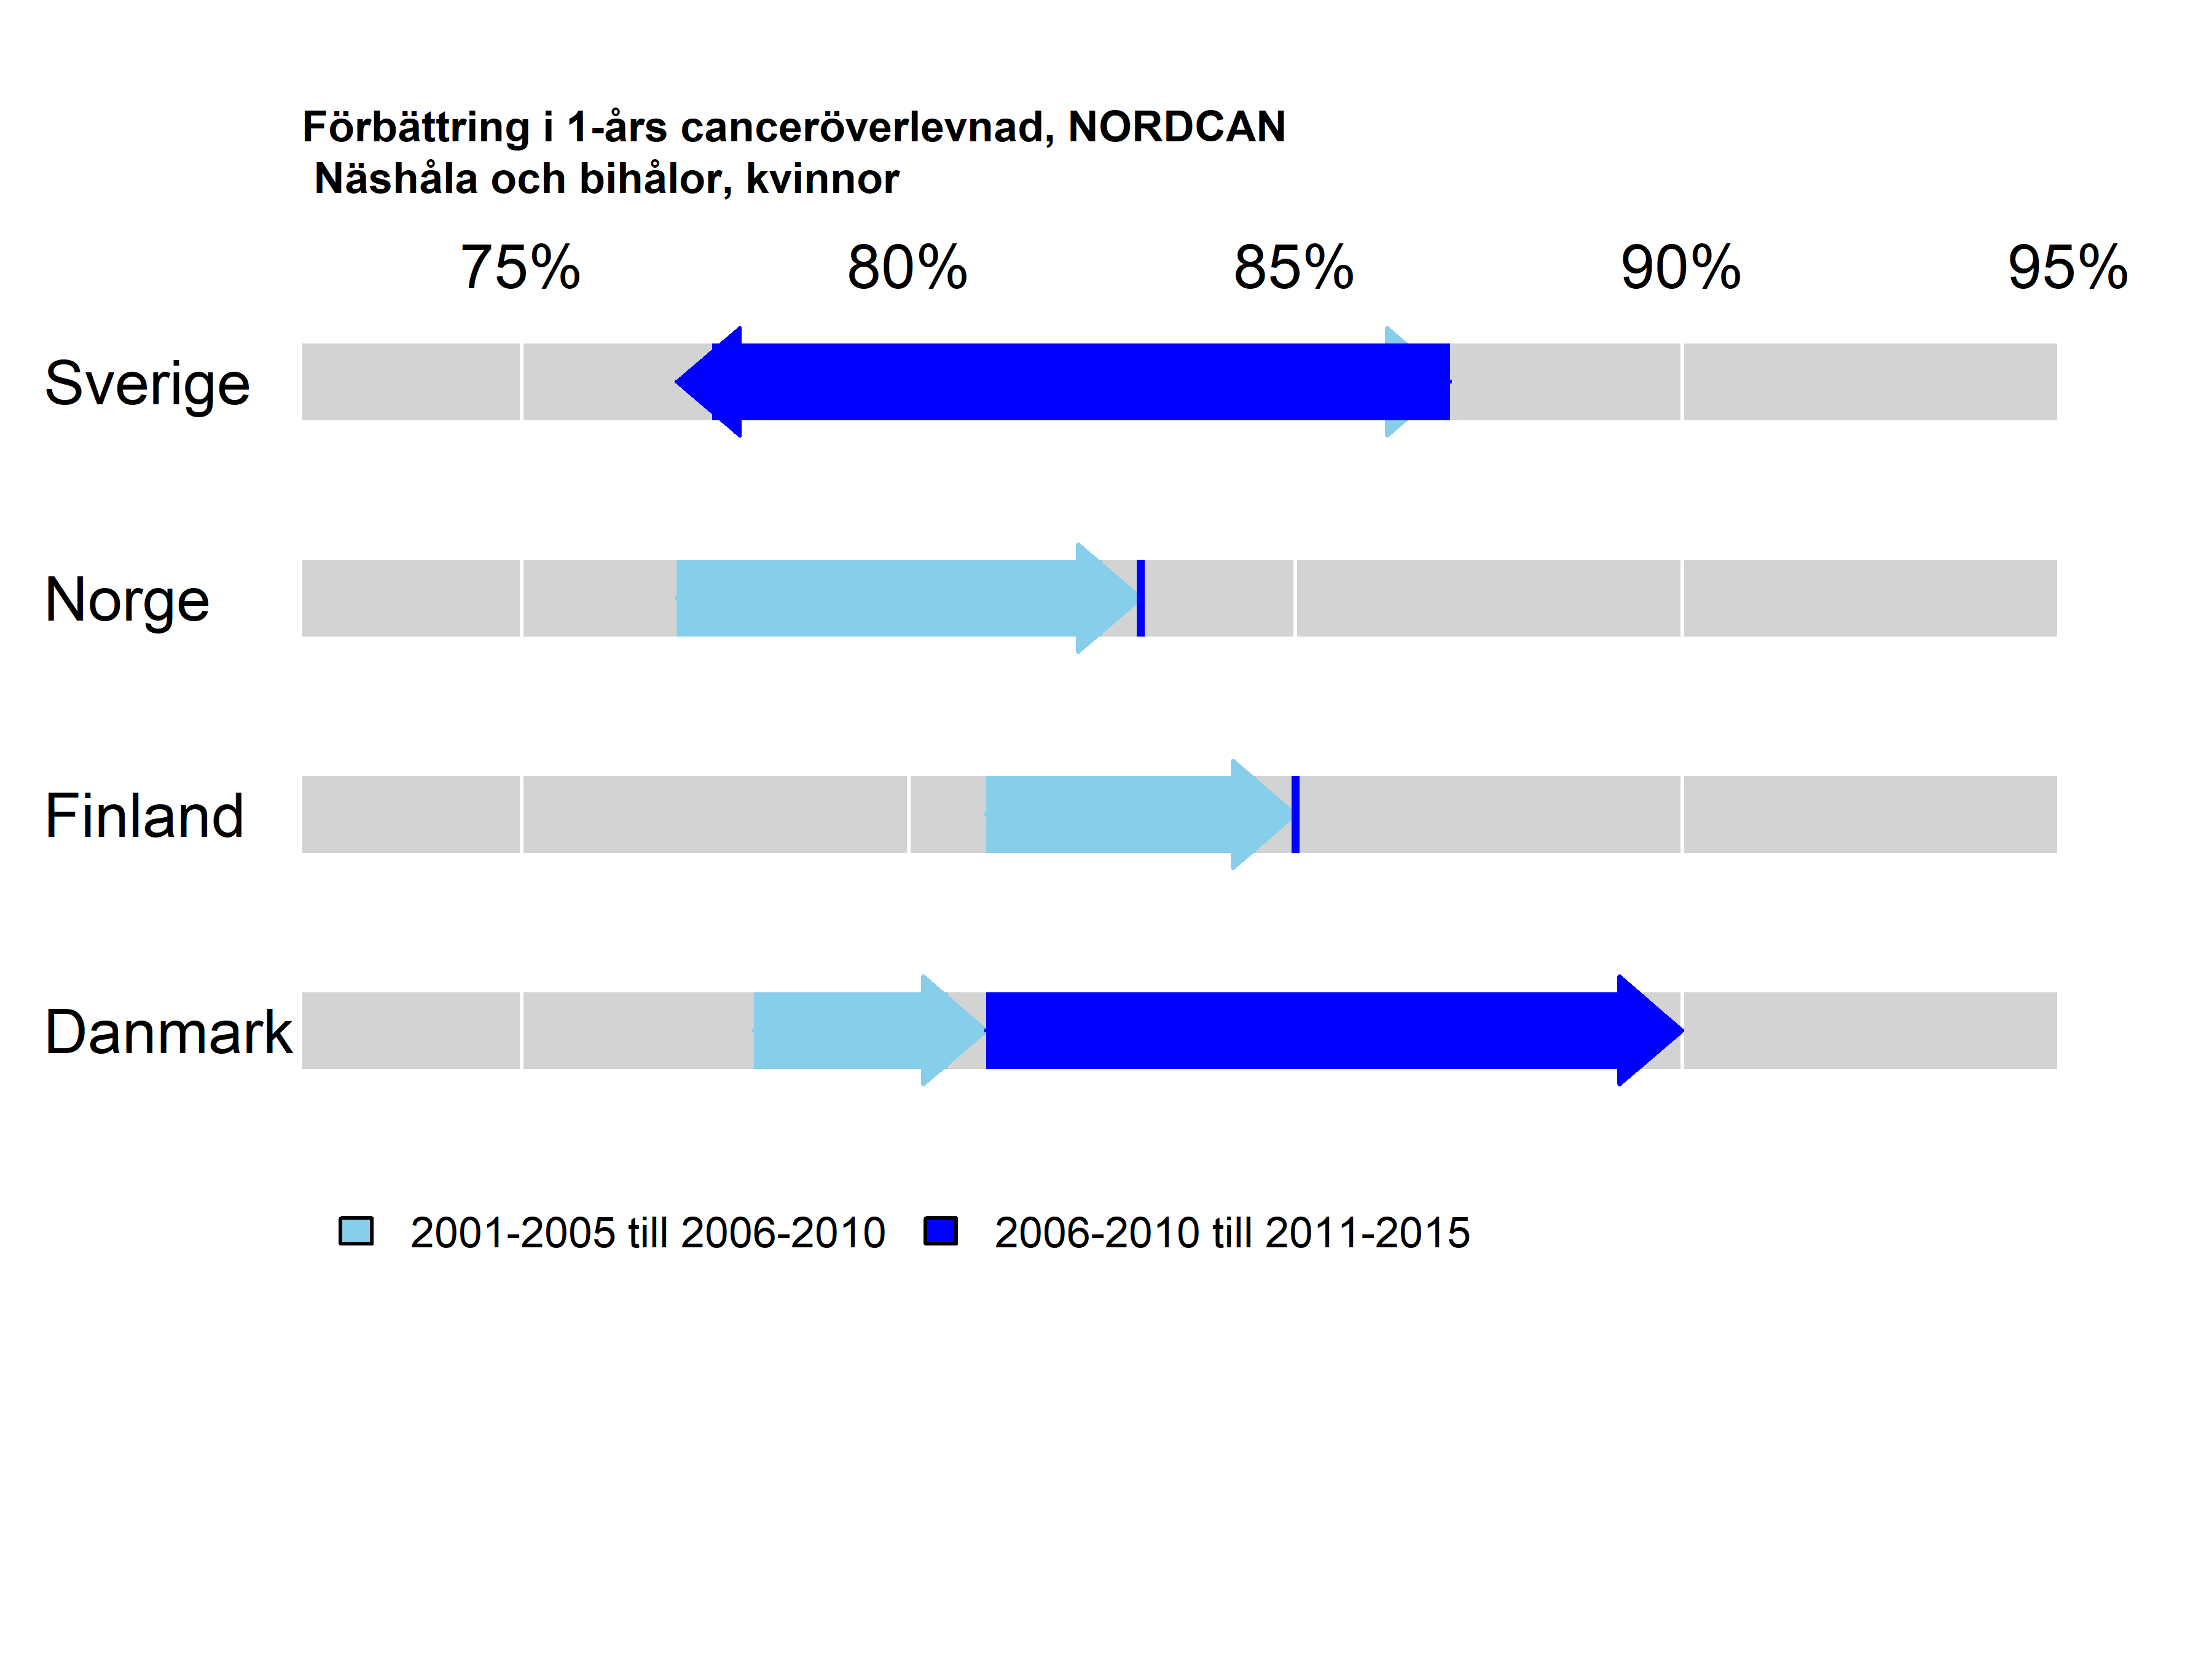 Förbättring i 1-års canceröverlevnad, NORDCAN
Näshåla och bihålor, kvinnor
75% 80% 85% 90% 95%
Sverige
Norge
Finland
Danmark
2001-2005 till 2006-2010 2006-2010 till 2011-2015